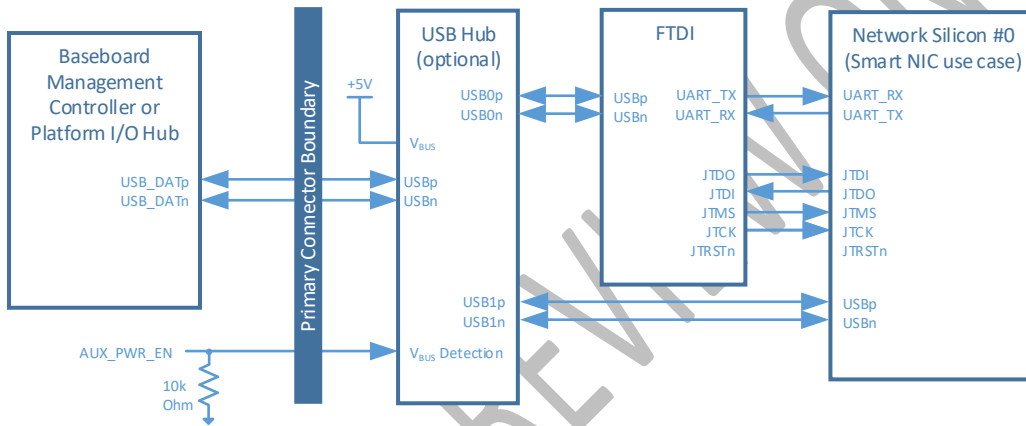 Baseboard
Management
Controller or
Platform I/O Hub
USB_DATp
USB_DATn
Primary Connector Boundary
+5V
AUX_PWR_EN
10k
Ohm
USB Hub
(optional)
USB0p
USB0n
VBUS
USBp
USBn
USB1p
USB1n
VBUS Detection
FTDI
USBp
USBn
UART_TX
UART_RX
JTDO
JTDI
JTMS
JTCK
JTRSTn
Network Silicon #0
(Smart NIC use case)
UART_RX
UART_TX
JTDI
JTDO
JTMS
JTCK
JTRSTn
USBp
USBn